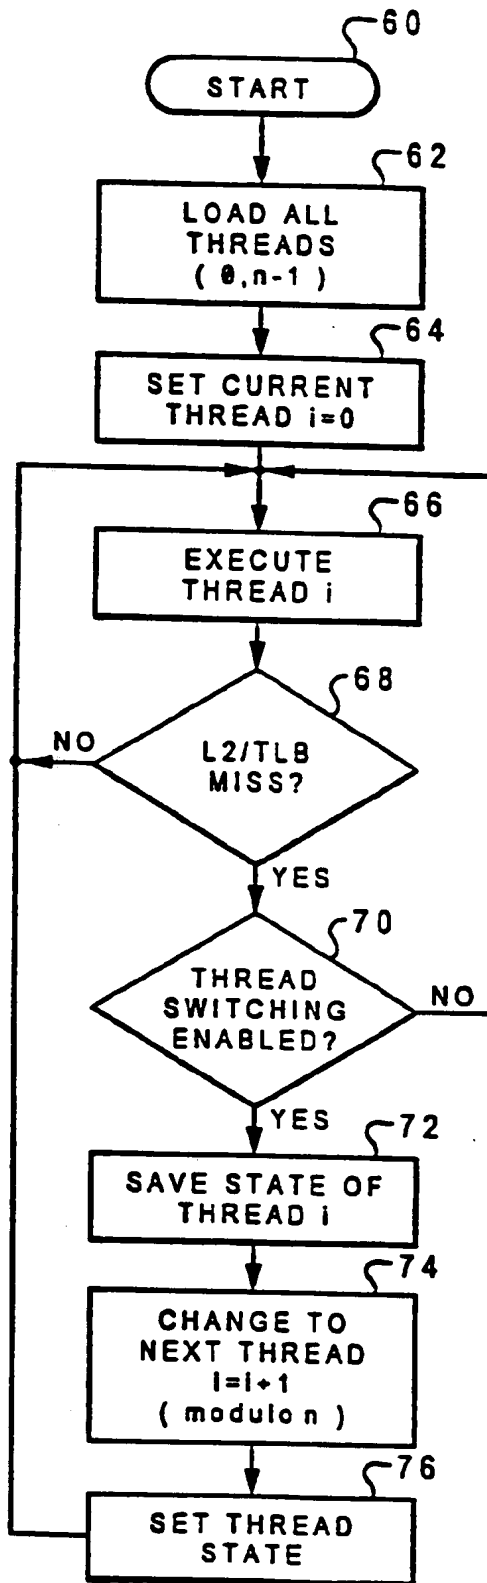 60
START
62
LOAD ALL
THREADS
( 0,n-1 )
64
SET CURRENT
THREAD i=0
66
EXECUTE
THREAD i
68
L2/TLB
MISS?
NO
YES
70
THREAD
SWITCHING
ENABLED?
NO
YES
72
SAVE STATE OF
THREAD i
74
CHANGE TO
NEXT THREAD
i=i+1
( modulo n )
76
SET THREAD
STATE